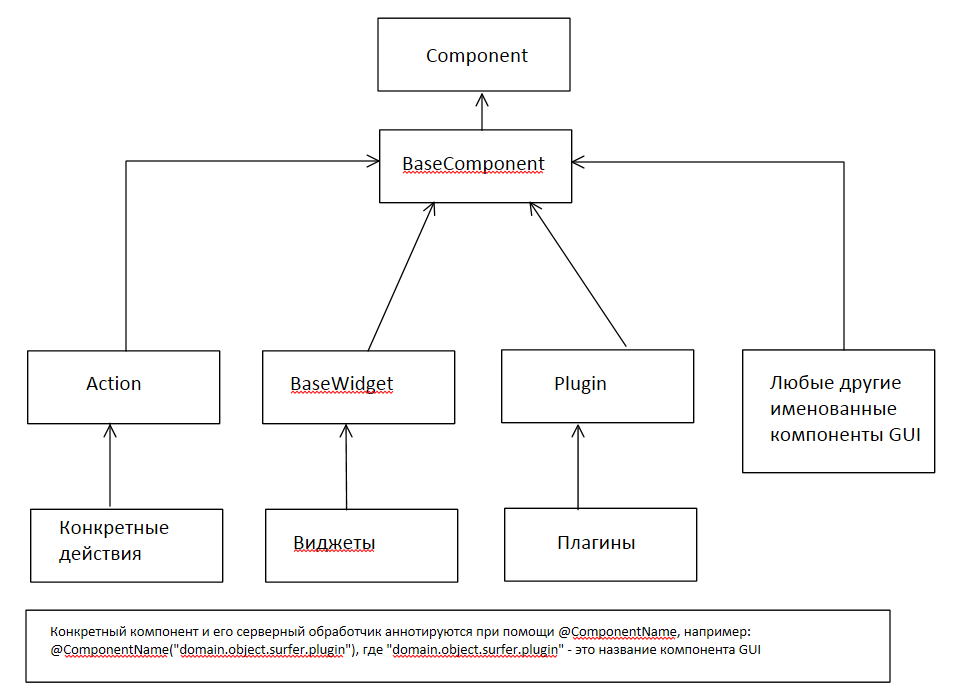 Component
BaseComponent
Action
BaseWidget
Plugin
Любые другие
именованные
компоненты GUI
Конкретные
действия
Виджеты
Плагины
Конкретный компонент и его серверный обработчик аннотируются при помощи @ComponentName, например:
@ComponentName("domain.object.surfer.plugin"), где "domain.object.surfer.plugin" - это название компонента GUI